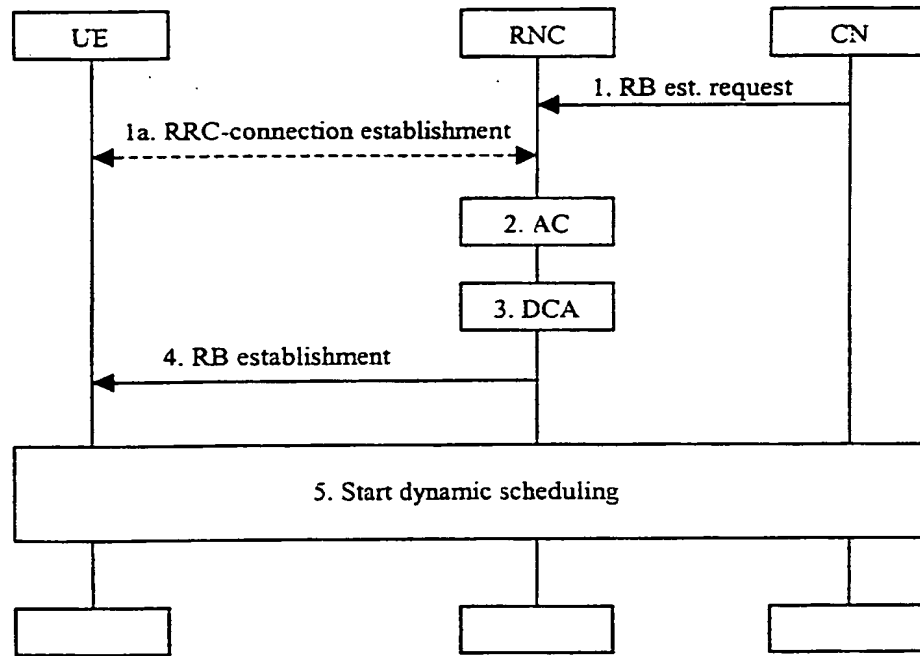 UE
RNC
CN
1. RB est. request
1a. RRC-connection establishment
2. AC
3. DCA
4. RB establishment
5. Start dynamic scheduling